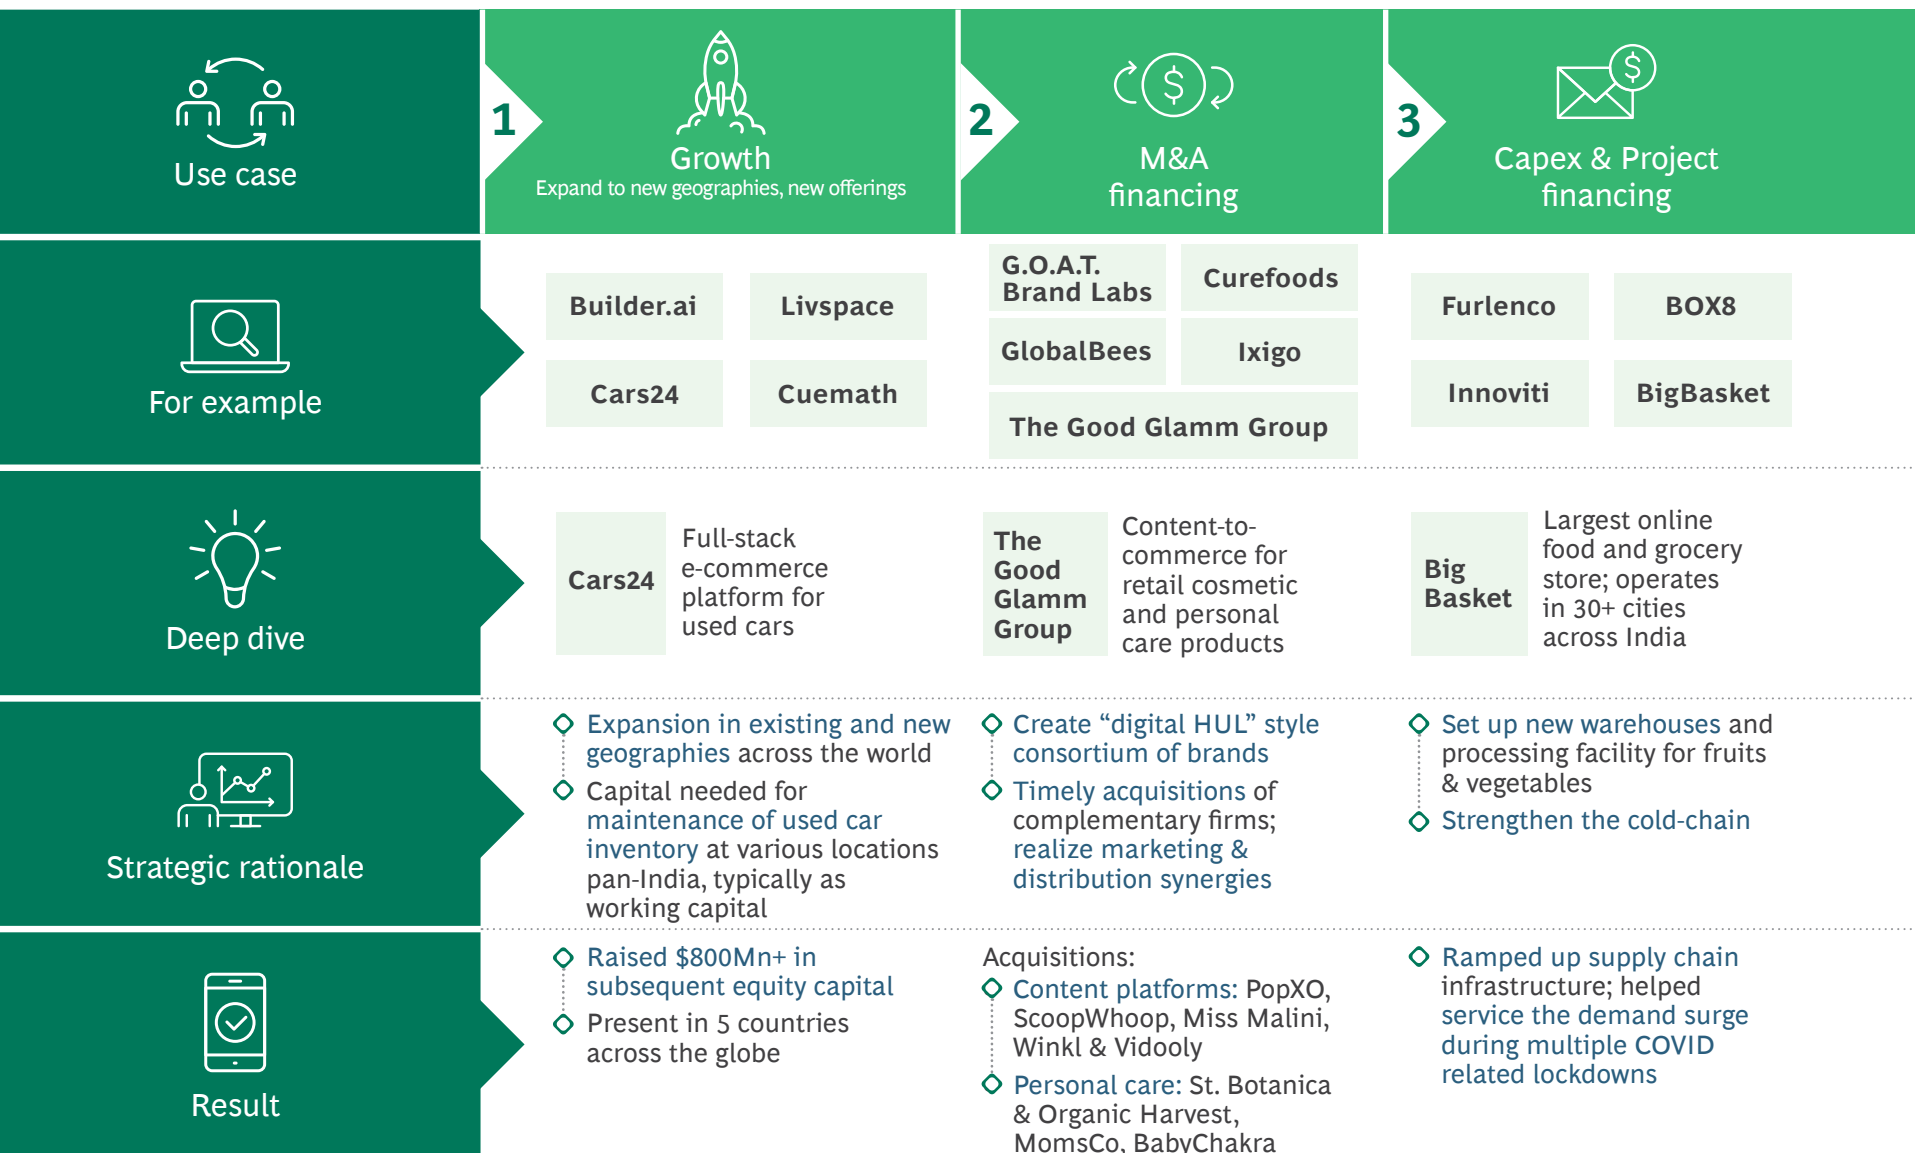 Use case
1
Growth
Expand to new geographies, new offerings
2
M&A
financing
3
Capex & Project
financing
For example
Builder.ai
Livspace
Cars24
Cuemath
G.O.A.T.
Brand Labs
Curefoods
GlobalBees
Ixigo
The Good Glamm Group
Furlenco
BOX8
Innoviti
BigBasket
Deep dive
Cars24
Full-stack
e-commerce
platform for
used cars
The
Good
Glamm
Group
Content-to-
commerce for
retail cosmetic
and personal
care products
Big
Basket
Largest online
food and grocery
store; operates
in 30+ cities
across India
Strategic rationale
Expansion in existing and new
geographies across the world
Capital needed for
maintenance of used car
inventory at various locations
pan-India, typically as
working capital
Create “digital HUL” style
consortium of brands
Timely acquisitions of
complementary firms;
realize marketing &
distribution synergies
Set up new warehouses and
processing facility for fruits
& vegetables
Strengthen the cold-chain
Result
Raised $800Mn+ in
subsequent equity capital
Present in 5 countries
across the globe
Acquisitions:
Content platforms: PopXO,
ScoopWhoop, Miss Malini,
Winkl & Vidooly
Personal care: St. Botanica
& Organic Harvest,
MomsCo, BabyChakra
Ramped up supply chain
infrastructure; helped
service the demand surge
during multiple COVID
related lockdowns